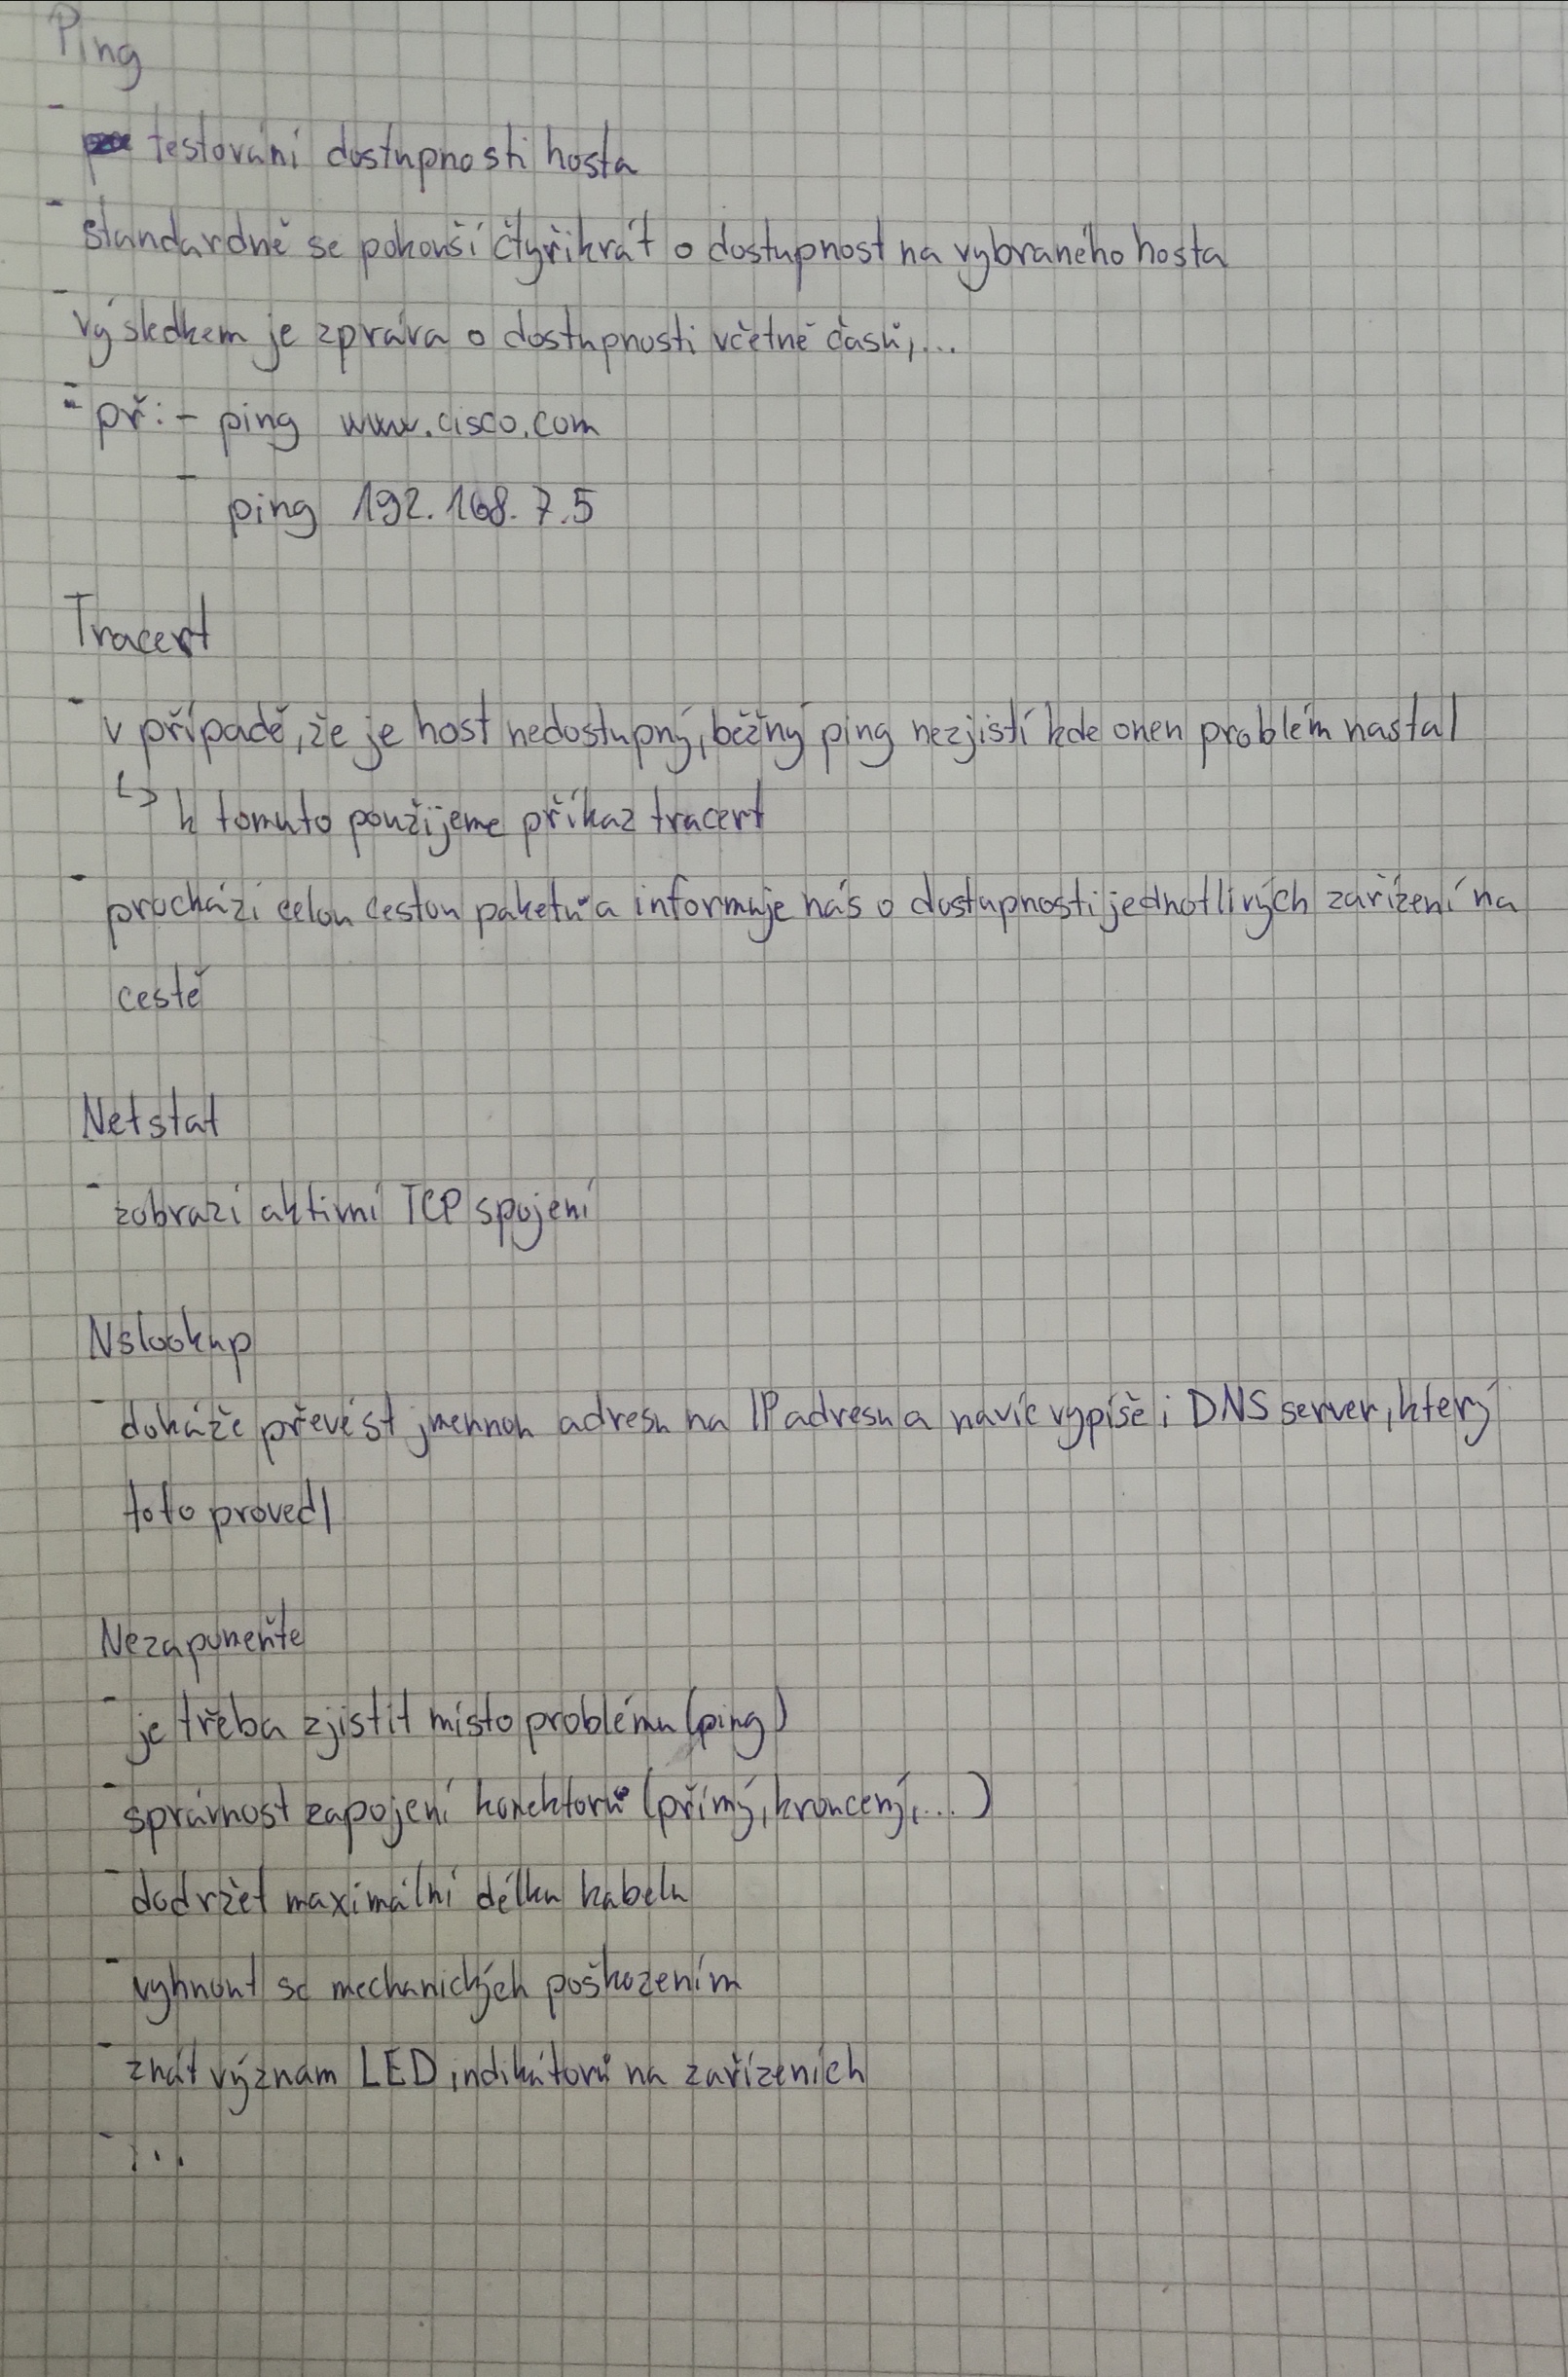 Ping
- testování dostupnosti hosta
- standardně se pokouší čtyřikrát o dostupnost na vybraného hosta
- výsledkem je zpráva o dostupnosti včetně časů,...
- př: - ping www.cisco.com
- ping 192.168.7.5
Tracert
- v případě, že je host nedostupný, běžný ping nezjistí kde onen problém nastal
↳ k tomuto použijeme příkaz tracert
- prochází celou cestou paketu a informuje nás o dostupnosti jednotlivých zařízení na
cestě
Netstat
- zobrazí aktivní TCP spojení
Nslookup
- dokáže převést jmennou adresu na IP adresu a navíc vypíše i DNS server, který
toto provedl
Nezapomeňte
- je třeba zjistit místo problému (ping)
- správnost zapojení konektorů (přímý, kroucený,...)
- dodržet maximální délku kabelu
- vyhnout se mechanických poškozením
- znát význam LED indikátorů na zařízeních
- ...